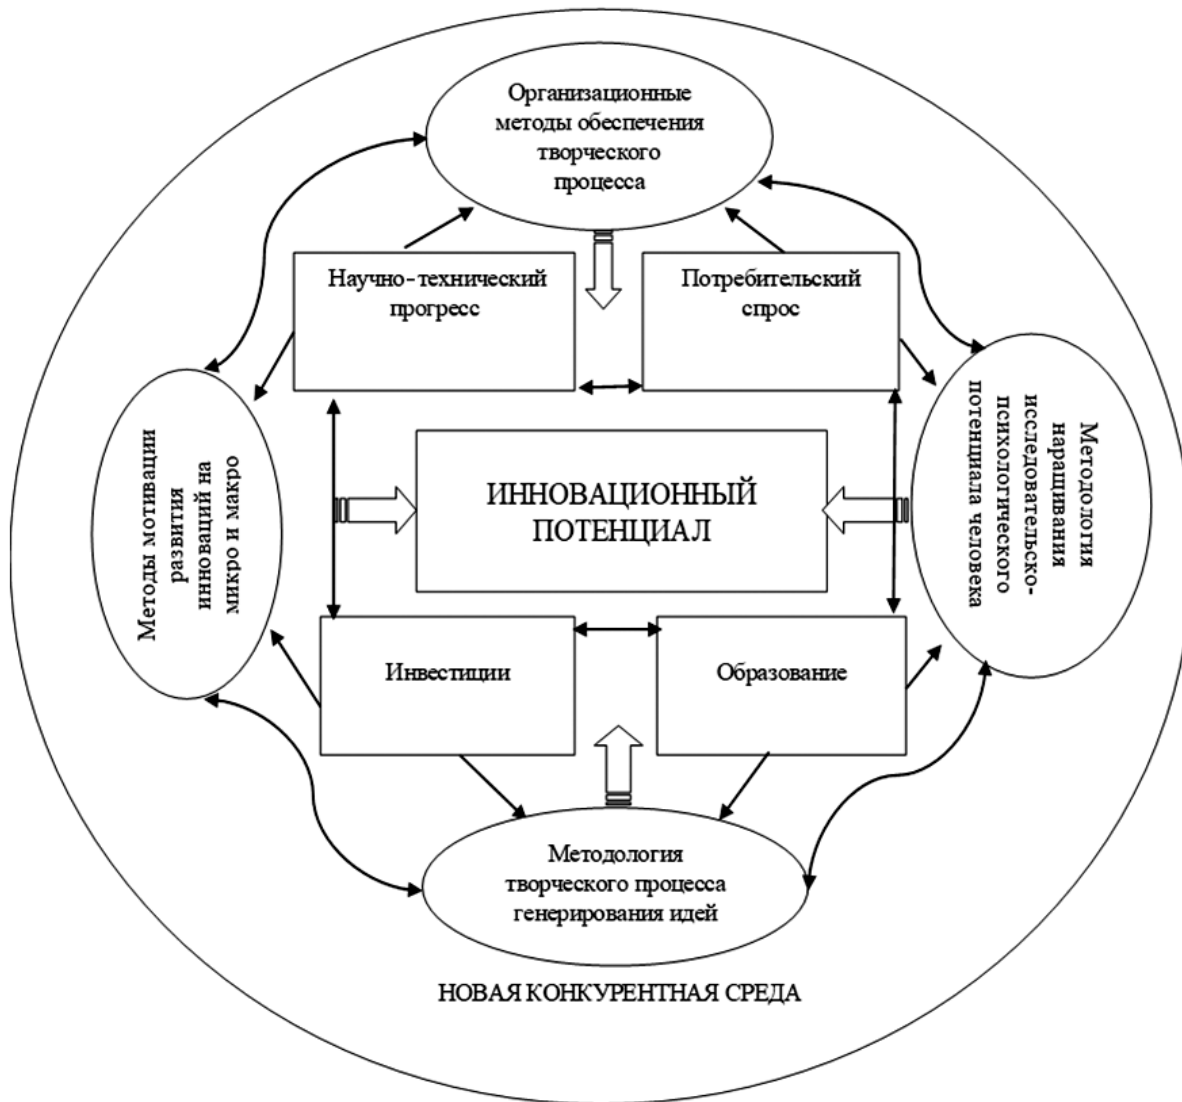 Организационные
методы обеспечения
творческого
процесса
Научно-технический
прогресс
Потребительский
спрос
Методы мотивации
развития
инноваций на
микро и макро
ИННОВАЦИОННЫЙ
ПОТЕНЦИАЛ
Методология
наращивания
исследовательско-
психологического
потенциала человека
Инвестиции
Образование
Методология
творческого процесса
генерирования идей
НОВАЯ КОНКУРЕНТНАЯ СРЕДА